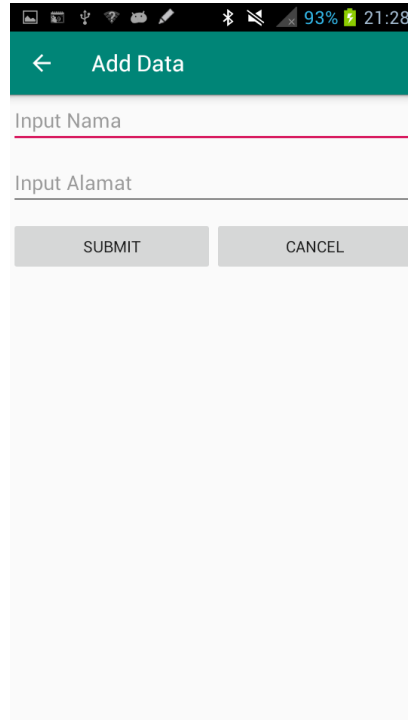 93% 21:28
Add Data
Input Nama
Input Alamat
SUBMIT CANCEL